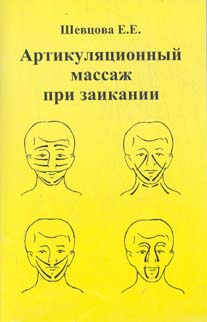 Шевцова Е.Е.
Артикуляционный
массаж
при заикании